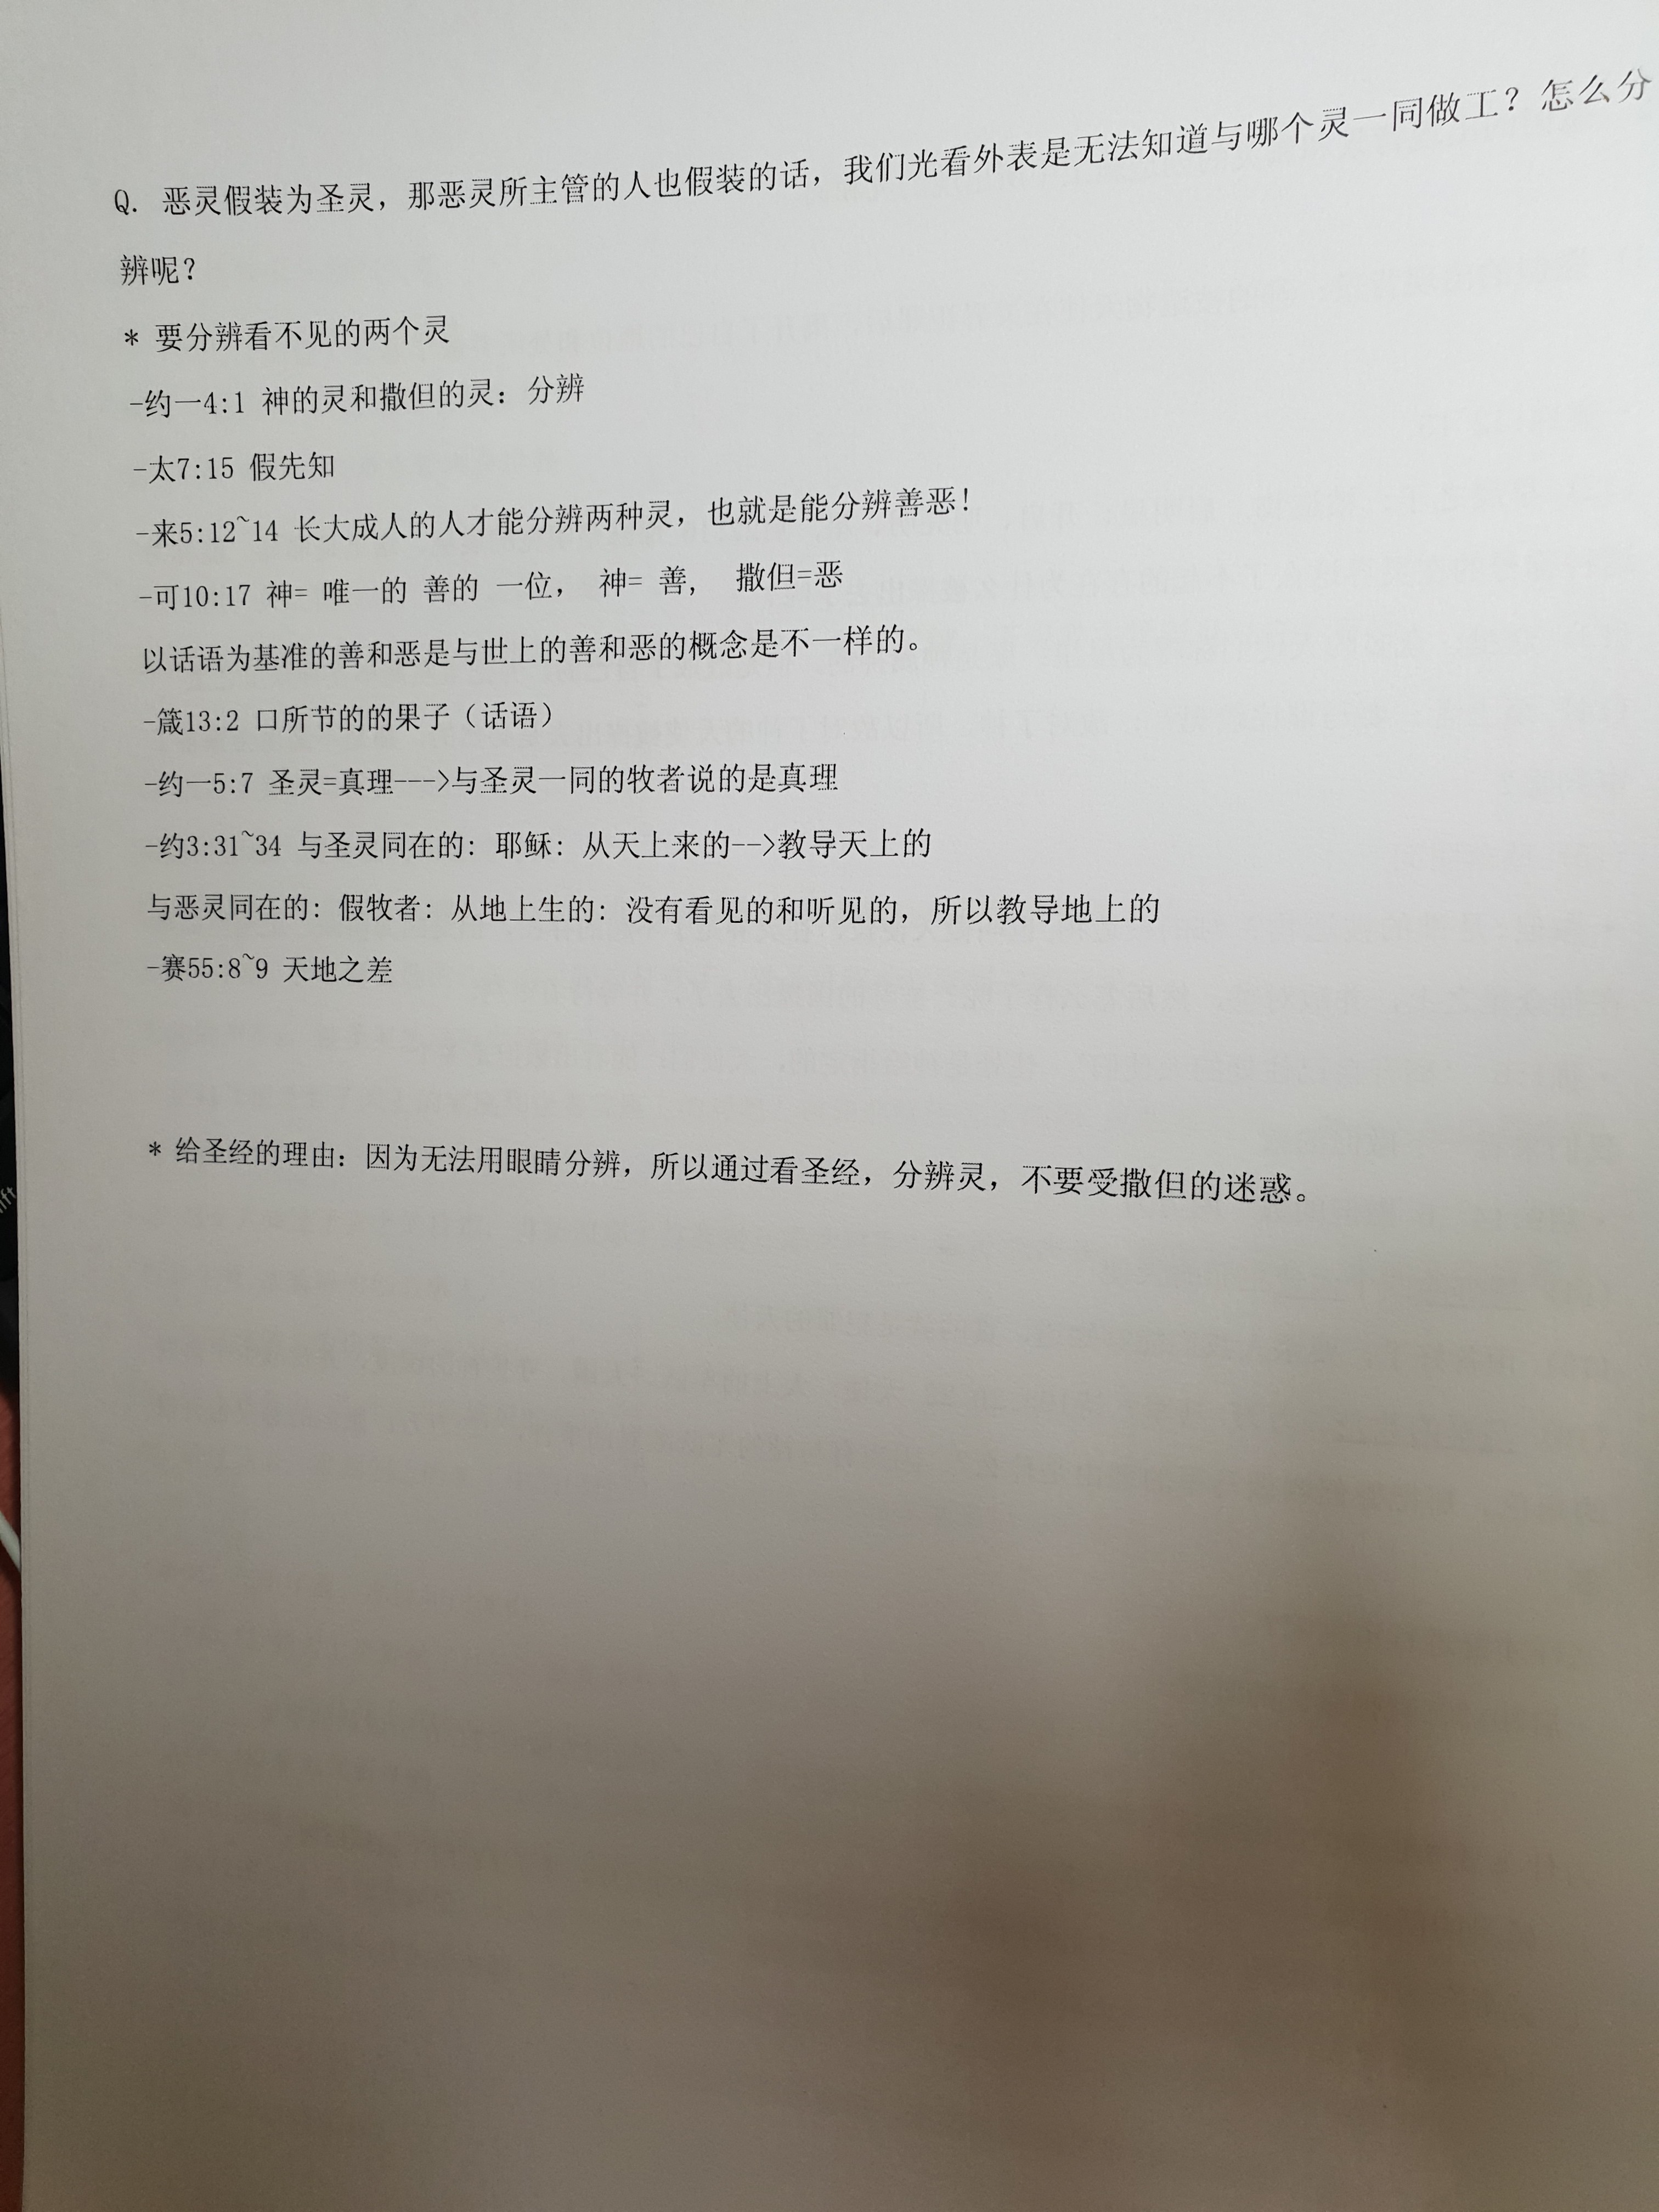 Q. 恶灵假装为圣灵，那恶灵所主管的人也假装的话，我们光看外表是无法知道与哪个灵一同做工？怎么分
辨呢？
* 要分辨看不见的两个灵
-约一4:1 神的灵和撒但的灵：分辨
-太7:15 假先知
-来5:12~14 长大成人的人才能分辨两种灵，也就是能分辨善恶！
-可10:17 神= 唯一的 善的 一位， 神= 善， 撒但=恶
以话语为基准的善和恶是与世上的善和恶的概念是不一样的。
-箴13:2 口所节的的果子（话语）
-约一5:7 圣灵=真理--->与圣灵一同的牧者说的是真理
-约3:31~34 与圣灵同在的：耶稣：从天上来的-->教导天上的
与恶灵同在的：假牧者：从地上生的：没有看见的和听见的，所以教导地上的
-赛55:8~9 天地之差
* 给圣经的理由：因为无法用眼睛分辨，所以通过看圣经，分辨灵，不要受撒但的迷惑。